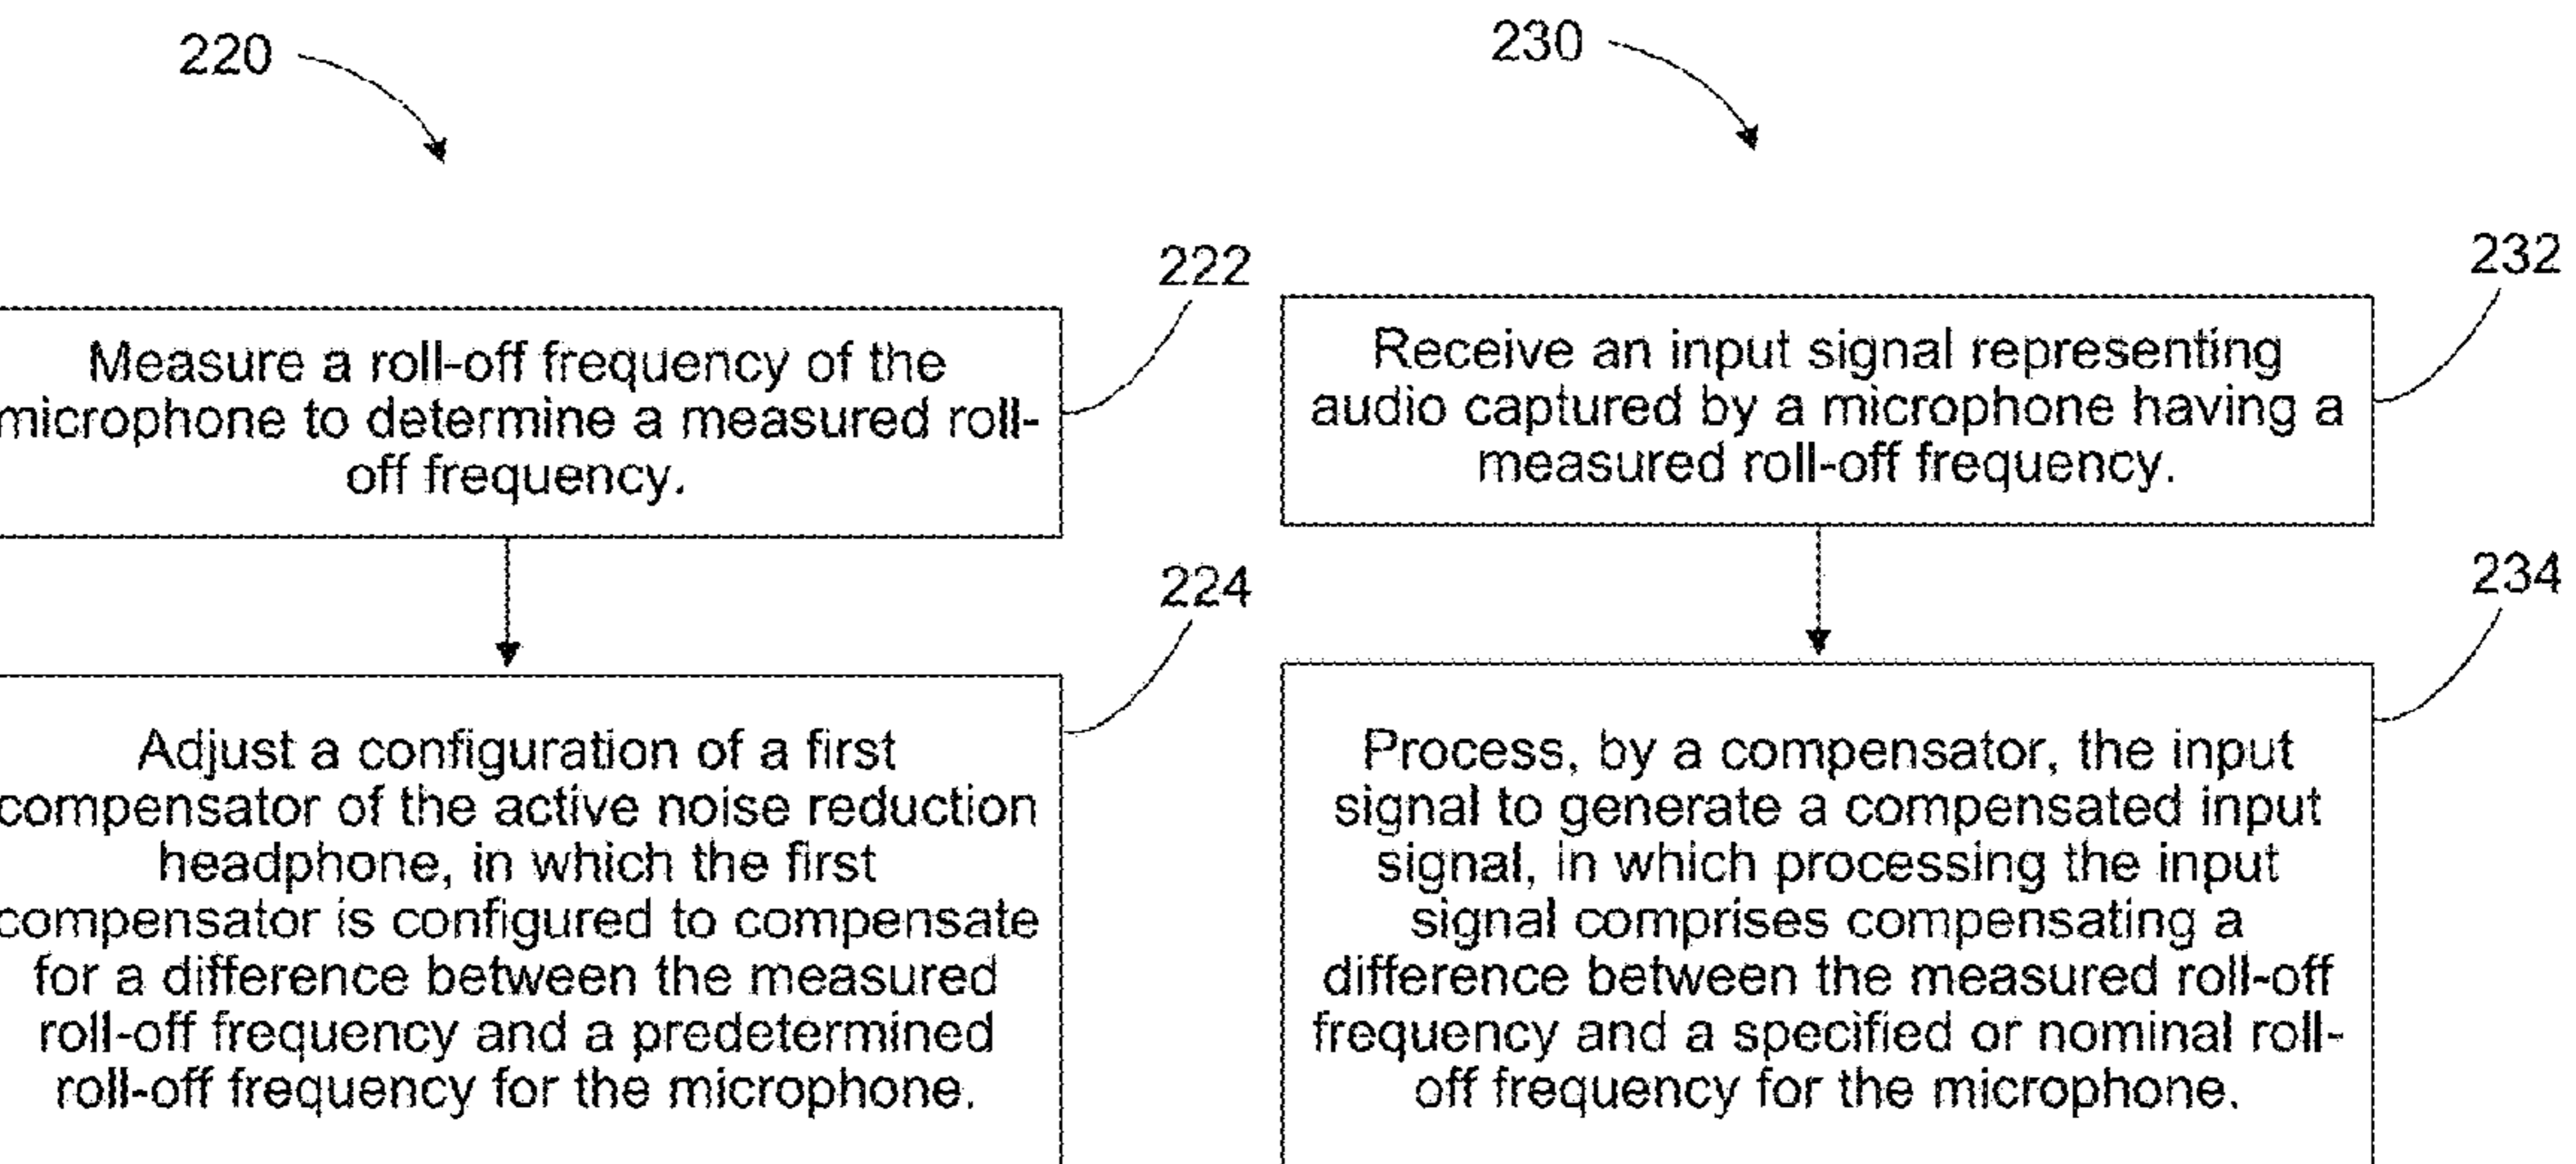 220
222
Measure a roll-off frequency of the
microphone to determine a measured roll-
off frequency.
224
Adjust a configuration of a first
compensator of the active noise reduction
headphone, in which the first
compensator is configured to compensate
for a difference between the measured
roll-off frequency and a predetermined
roll-off frequency for the microphone.
230
232
Receive an input signal representing
audio captured by a microphone having a
measured roll-off frequency.
234
Process, by a compensator, the input
signal to generate a compensated input
signal, in which processing the input
signal comprises compensating a
difference between the measured roll-off
frequency and a specified or nominal roll-
off frequency for the microphone.